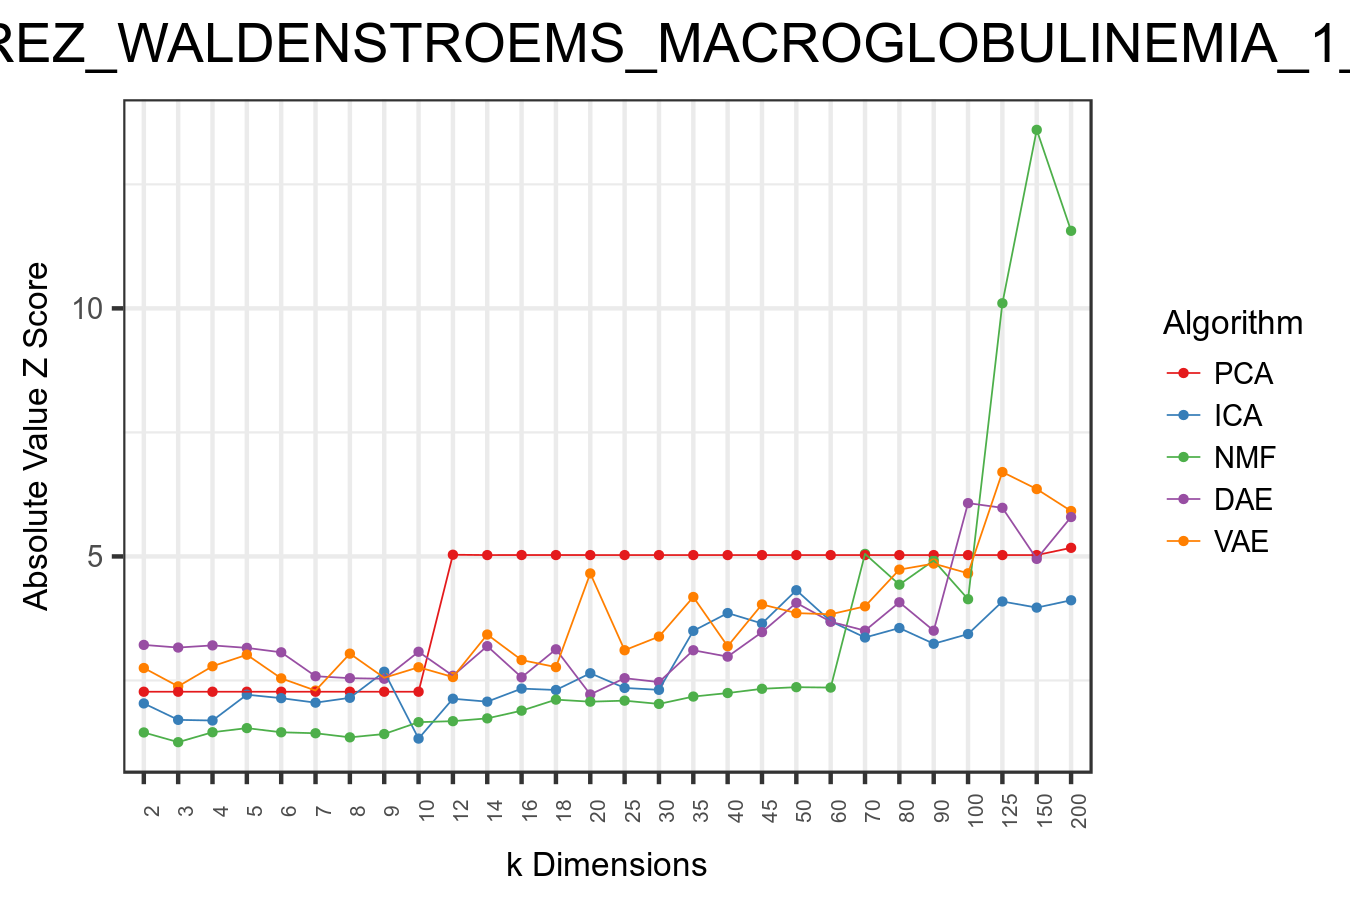 REZ_WALDENSTROEMS_MACROGLOBULINEMIA_1_
Absolute Value Z Score
10
5
2 3 4 5 6 7 8 9 10 12 14 16 18 20 25 30 35 40 45 50 60 70 80 90 100 125 150 200
k Dimensions
Algorithm
PCA
ICA
NMF
DAE
VAE